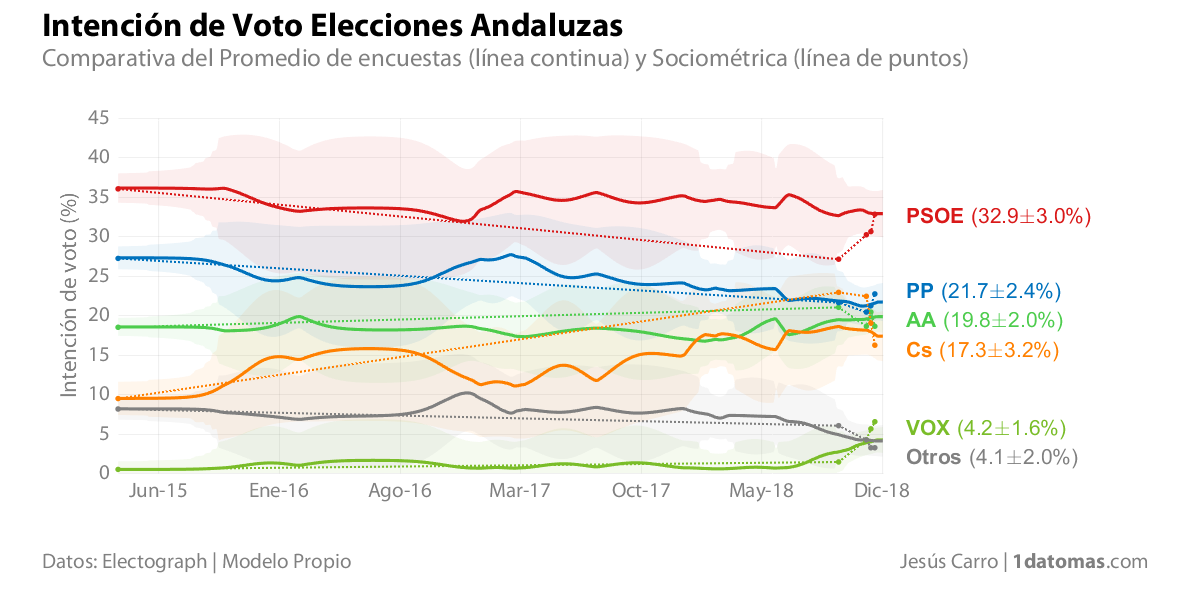 Intención de Voto Elecciones Andaluzas
Comparativa del Promedio de encuestas (línea continua) y Sociométrica (línea de puntos)
Intención de voto (%)
45
40
35
30
25
20
15
10
5
0
Jun-15 Ene-16 Ago-16 Mar-17 Oct-17 May-18 Dic-18
PSOE (32.9±3.0%)
PP (21.7±2.4%)
AA (19.8±2.0%)
Cs (17.3±3.2%)
VOX (4.2±1.6%)
Otros (4.1±2.0%)
Datos: Electograph | Modelo Propio
Jesús Carro | 1datomas.com